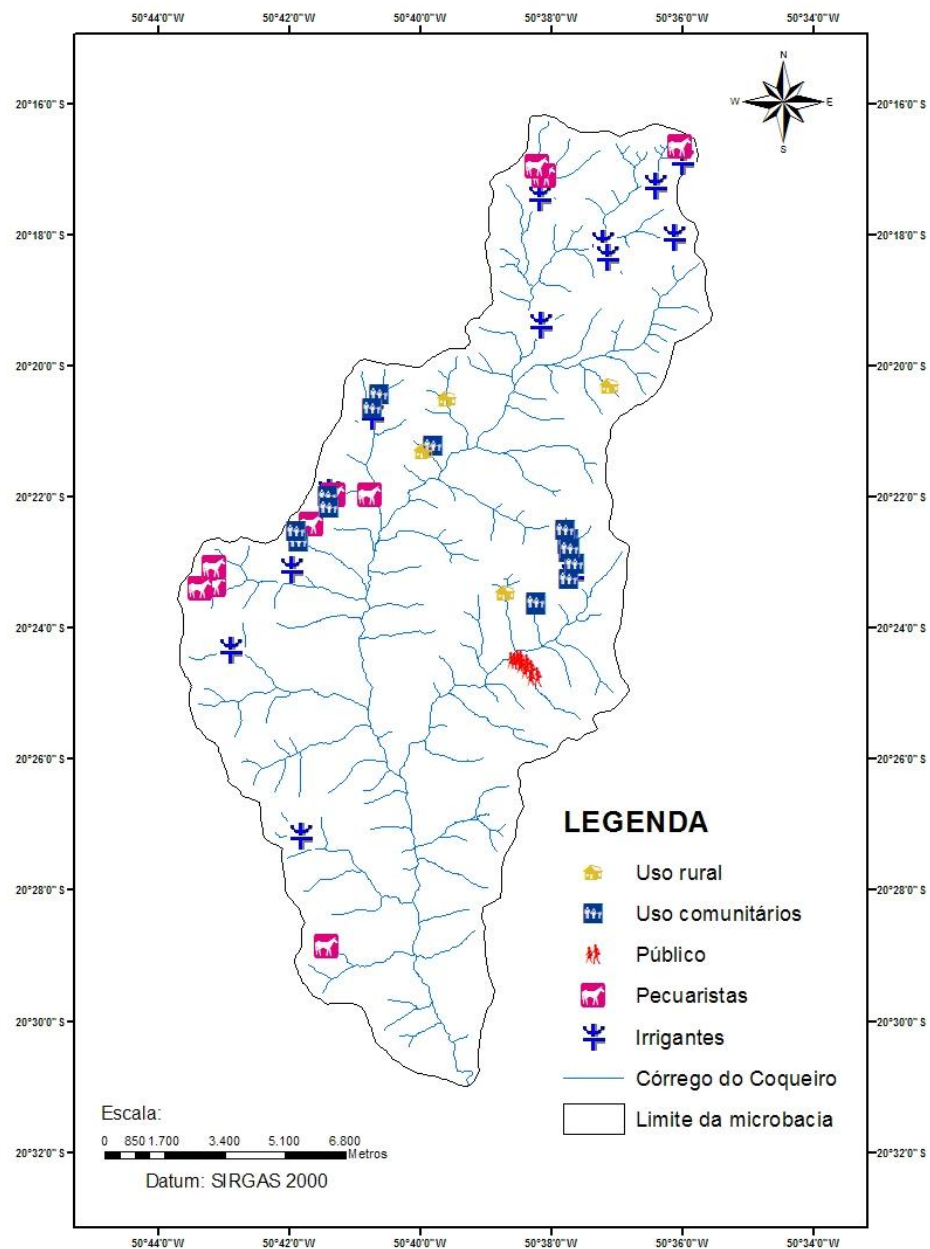 50°44'0"W 50°42'0"W 50°40'0"W 50°38'0"W 50°36'0"W 50°34'0"W
N
W E
S
20°16'0" S 20°16'0" S
20°18'0" S 20°18'0" S
20°20'0" S 20°20'0" S
20°22'0" S 20°22'0" S
20°24'0" S 20°24'0" S
20°26'0" S 20°26'0" S
20°28'0" S 20°28'0" S
20°30'0" S 20°30'0" S
20°32'0" S 20°32'0" S
LEGENDA
Uso rural
Uso comunitários
Público
Pecuaristas
Irrigantes
Córrego do Coqueiro
Limite da microbacia
Escala:
0 850 1.700 3.400 5.100 6.800
Metros
Datum: SIRGAS 2000
50°44'0"W 50°42'0"W 50°40'0"W 50°38'0"W 50°36'0"W 50°34'0"W